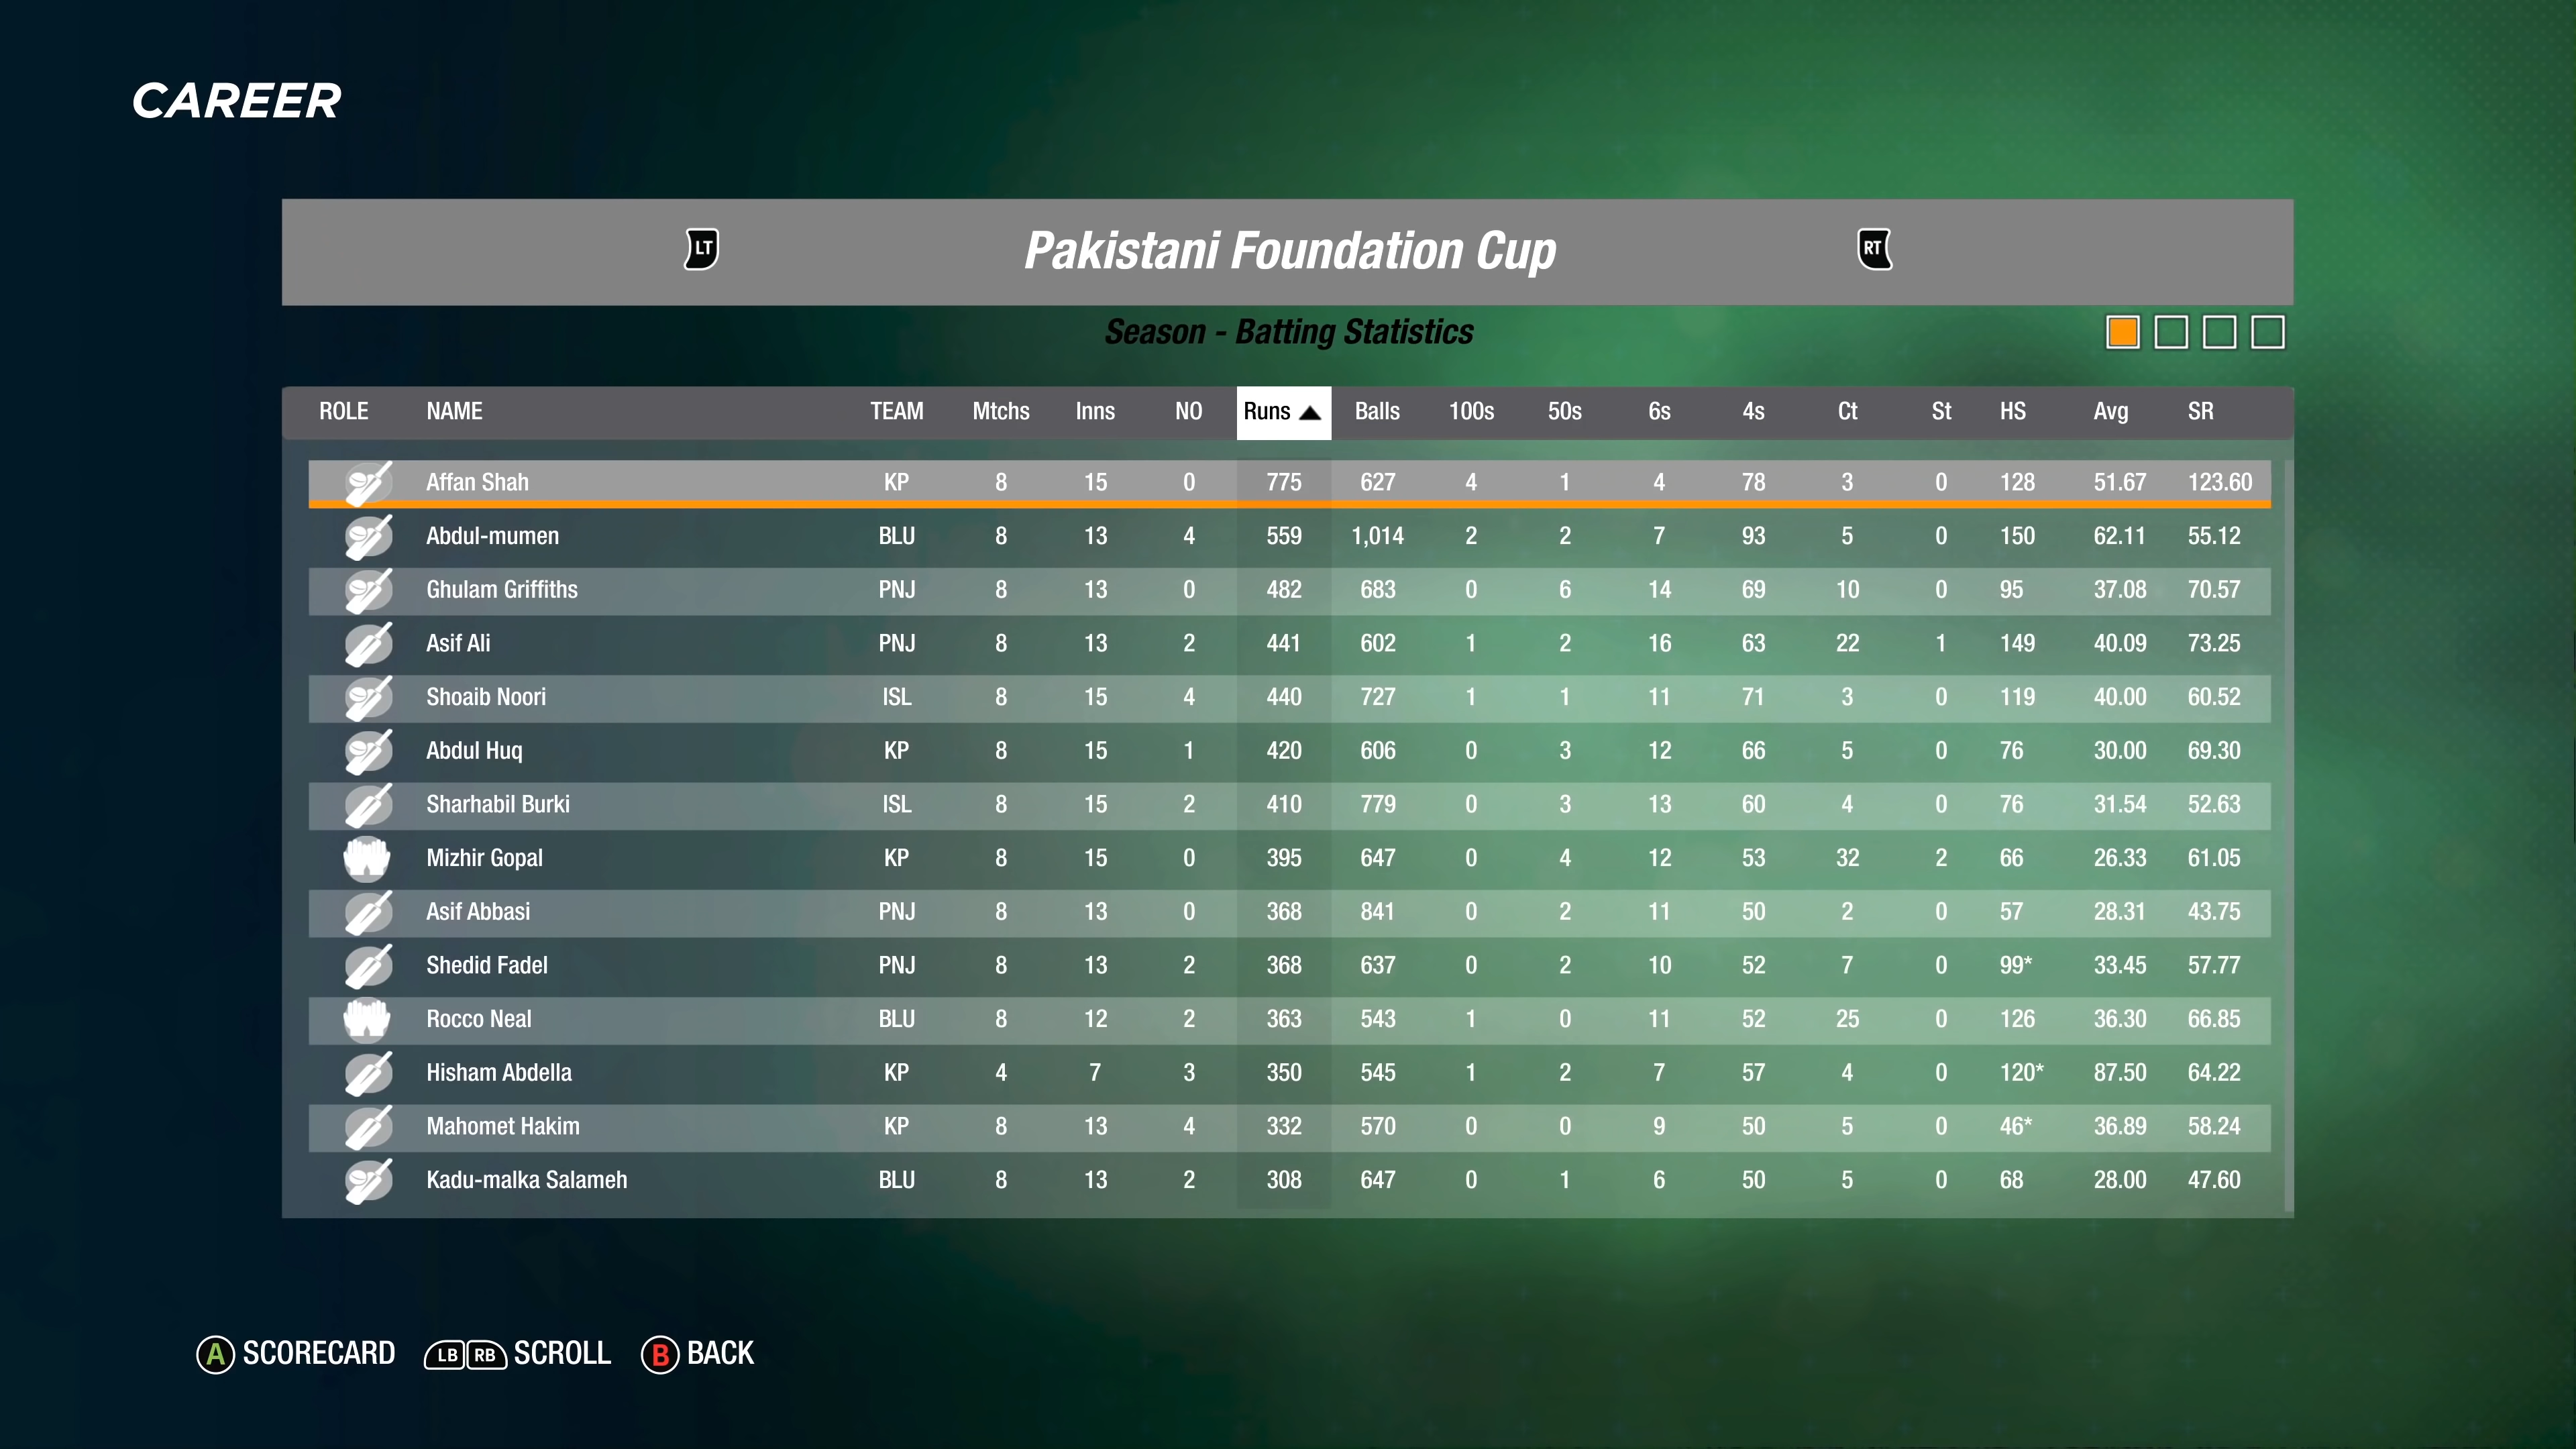 CAREER
LT Pakistani Foundation Cup RT
Season - Batting Statistics
ROLE NAME TEAM Mtchs Inns NO Runs Balls 100s 50s 6s 4s Ct St HS Avg SR
Affan Shah KP 8 15 0 775 627 4 1 4 78 3 0 128 51.67 123.60
Abdul-mumen BLU 8 13 4 559 1,014 2 2 7 93 5 0 150 62.11 55.12
Ghulam Griffiths PNJ 8 13 0 482 683 0 6 14 69 10 0 95 37.08 70.57
Asif Ali PNJ 8 13 2 441 602 1 2 16 63 22 1 149 40.09 73.25
Shoaib Noori ISL 8 15 4 440 727 1 1 11 71 3 0 119 40.00 60.52
Abdul Huq KP 8 15 1 420 606 0 3 12 66 5 0 76 30.00 69.30
Sharhabil Burki ISL 8 15 2 410 779 0 3 13 60 4 0 76 31.54 52.63
Mizhir Gopal KP 8 15 0 395 647 0 4 12 53 32 2 66 26.33 61.05
Asif Abbasi PNJ 8 13 0 368 841 0 2 11 50 2 0 57 28.31 43.75
Shedid Fadel PNJ 8 13 2 368 637 0 2 10 52 7 0 99* 33.45 57.77
Rocco Neal BLU 8 12 2 363 543 1 0 11 52 25 0 126 36.30 66.85
Hisham Abdella KP 4 7 3 350 545 1 2 7 57 4 0 120* 87.50 64.22
Mahomet Hakim KP 8 13 4 332 570 0 0 9 50 5 0 46* 36.89 58.24
Kadu-malka Salameh BLU 8 13 2 308 647 0 1 6 50 5 0 68 28.00 47.60
A SCORECARD LB RB SCROLL B BACK